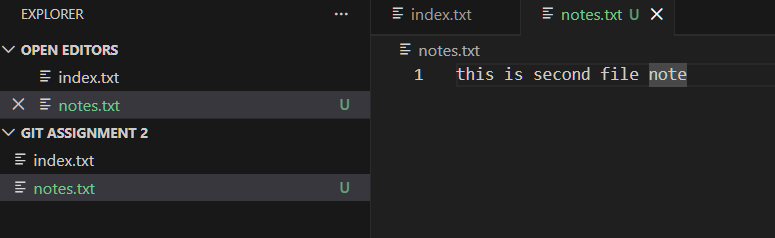 EXPLORER ...
OPEN EDITORS
index.txt
notes.txt U
GIT ASSIGNMENT 2
index.txt
notes.txt U
index.txt notes.txt U
notes.txt
1 this is second file note